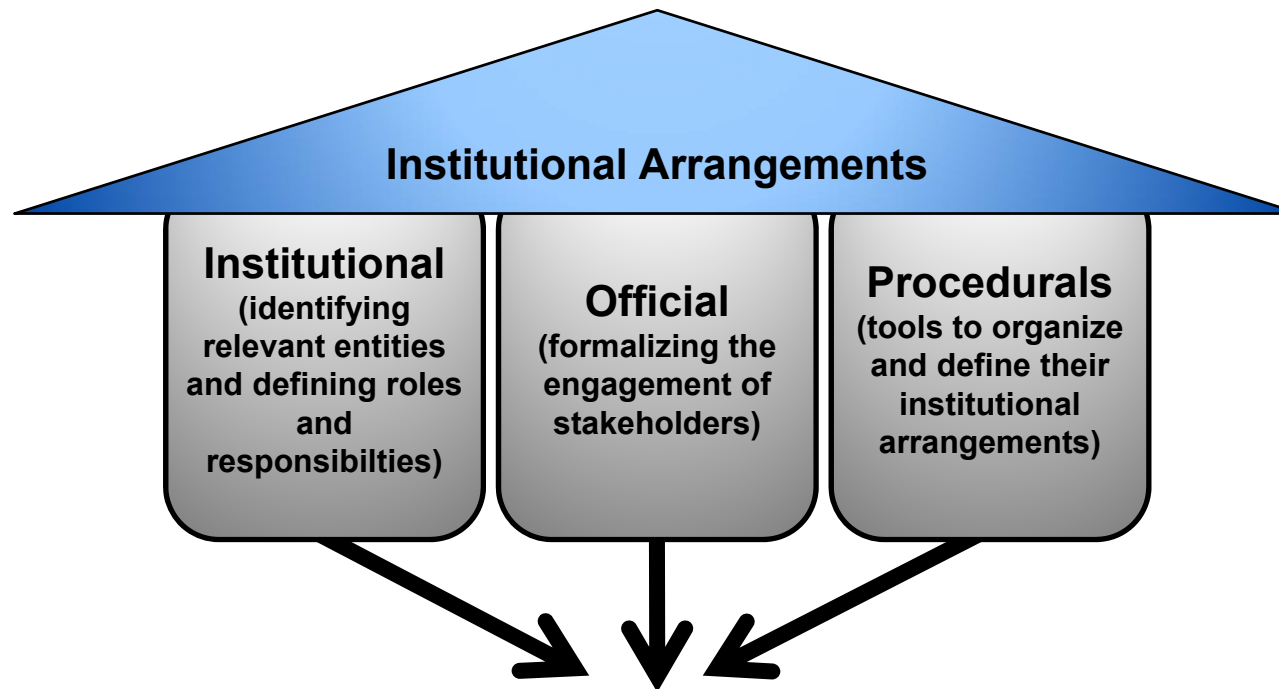 Institutional Arrangements
Institutional
(identifying
relevant entities
and defining roles
and
responsibilties)
Official
(formalizing the
engagement of
stakeholders)
Procedurals
(tools to organize
and define their
institutional
arrangements)